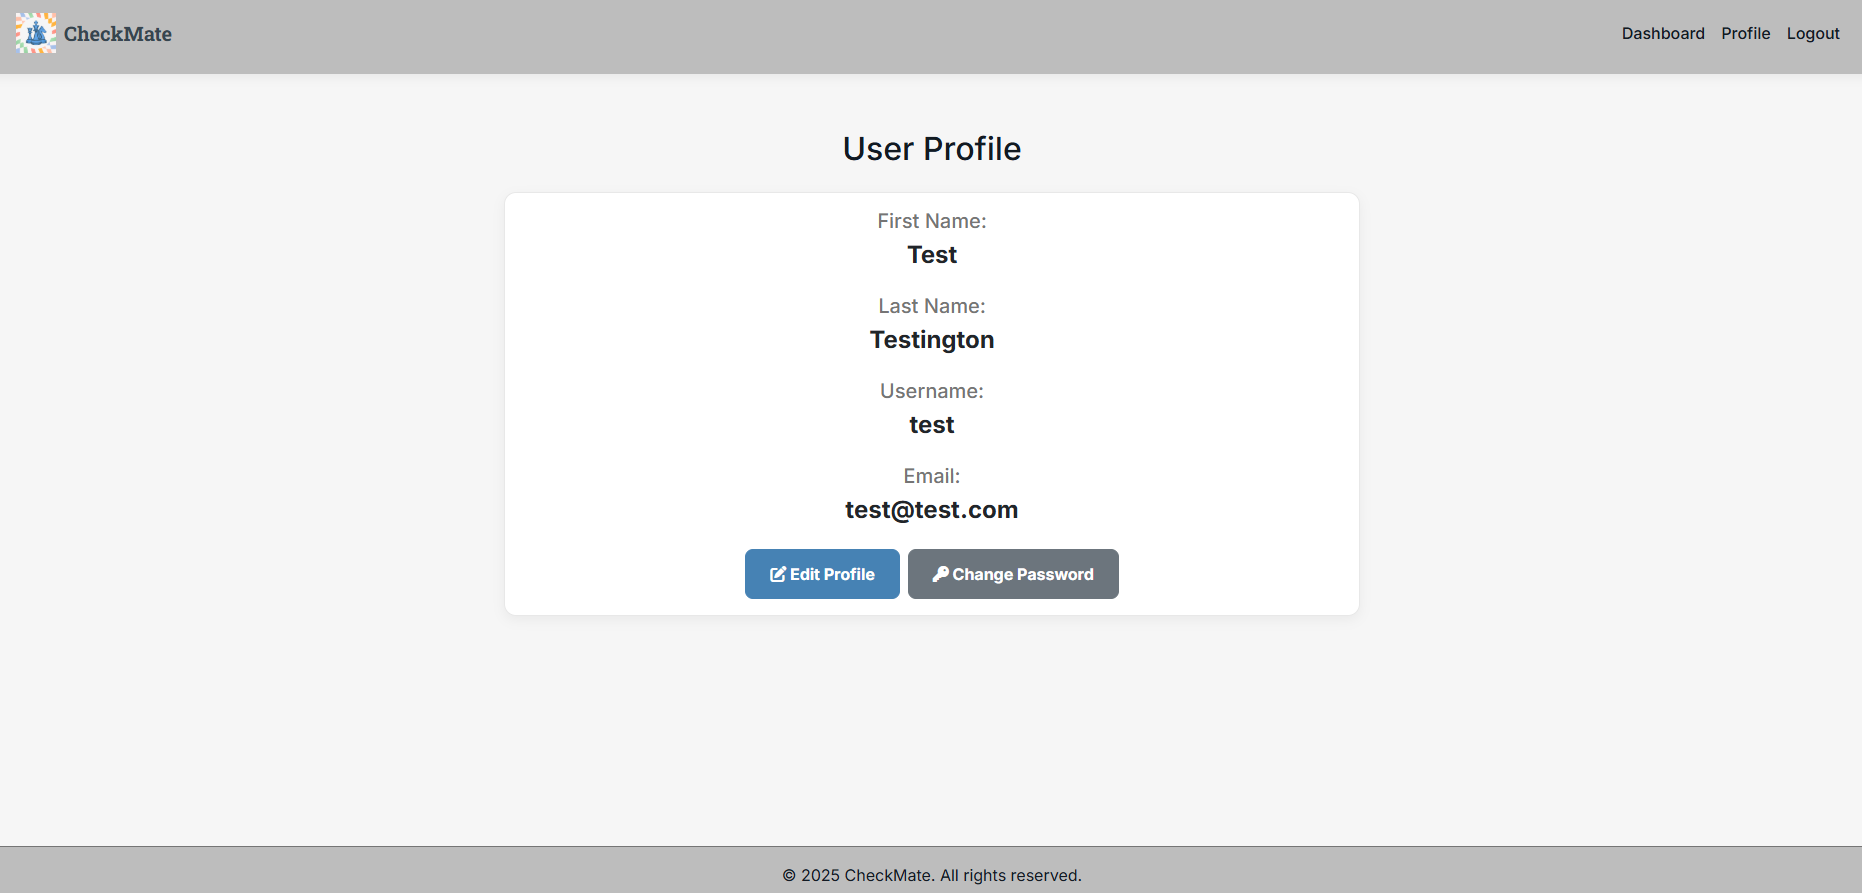 CheckMate
Dashboard Profile Logout
User Profile
First Name:
Test
Last Name:
Testington
Username:
test
Email:
test@test.com
Edit Profile Change Password
© 2025 CheckMate. All rights reserved.